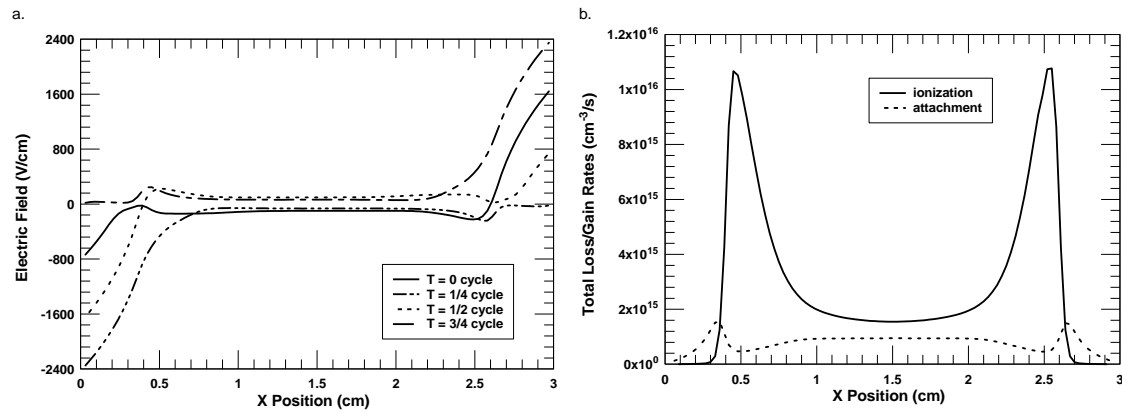 a.
2400
1600
800
0
-800
-1600
-2400
Electric Field (V/cm)
T = 0 cycle
T = 1/4 cycle
T = 1/2 cycle
T = 3/4 cycle
0 0.5 1 1.5 2 2.5 3
X Position (cm)
b.
1.2x10¹⁶
1x10¹⁶
8x10¹⁵
6x10¹⁵
4x10¹⁵
2x10¹⁵
0x10⁰
Total Loss/Gain Rates (cm⁻³/s)
ionization
attachment
0 0.5 1 1.5 2 2.5 3
X Position (cm)